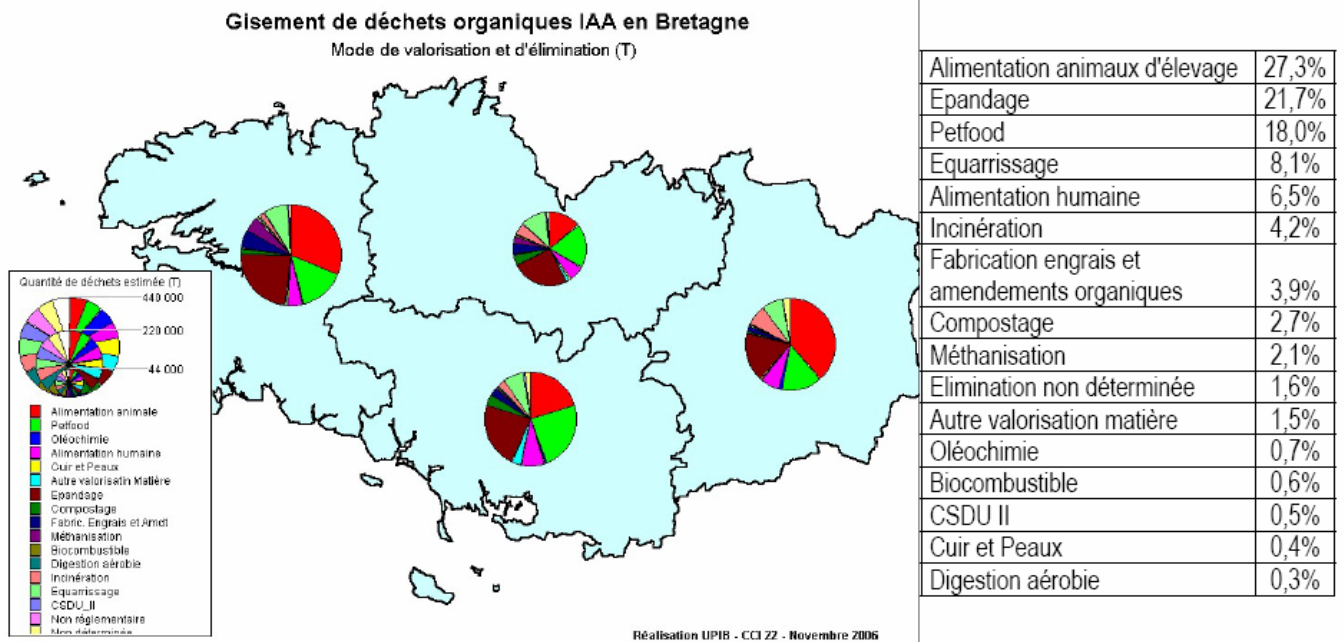 Gisement de déchets organiques IAA en Bretagne
Mode de valorisation et d'élimination (T)
Quantité de déchets estimée (T)
440 000
220 000
44 000
Alimentation animale
Petfood
Oléochimie
Alimentation humaine
Cuir et Peaux
Autre valorisatin Matière
Epandage
Compostage
Fabric. Engrais et Amdt
Méthanisation
Biocombustible
Digestion aérobie
Incinération
Equarrissage
CSDU_II
Non réglementaire
Non déterminée
Réalisation UPIB - CCI 22 - Novembre 2006
Alimentation animaux d'élevage 27,3%
Epandage 21,7%
Petfood 18,0%
Equarrissage 8,1%
Alimentation humaine 6,5%
Incinération 4,2%
Fabrication engrais et
amendements organiques 3,9%
Compostage 2,7%
Méthanisation 2,1%
Elimination non déterminée 1,6%
Autre valorisation matière 1,5%
Oléochimie 0,7%
Biocombustible 0,6%
CSDU II 0,5%
Cuir et Peaux 0,4%
Digestion aérobie 0,3%